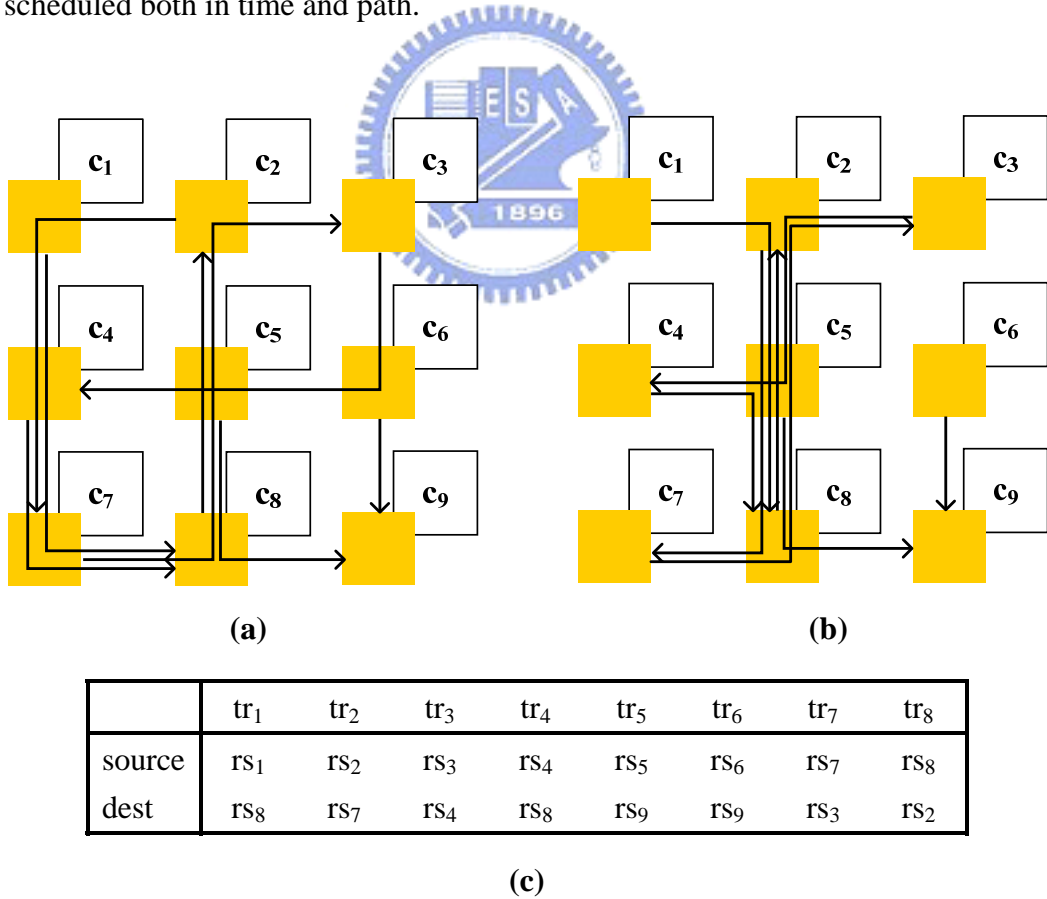 scheduled both in time and path.
E S A
1896
c1 c2 c3 c1 c2 c3
c4 c5 c6 c4 c5 c6
c7 c8 c9 c7 c8 c9
(a) (b)
tr1 tr2 tr3 tr4 tr5 tr6 tr7 tr8
source rs1 rs2 rs3 rs4 rs5 rs6 rs7 rs8
dest rs8 rs7 rs4 rs8 rs9 rs9 rs3 rs2
(c)